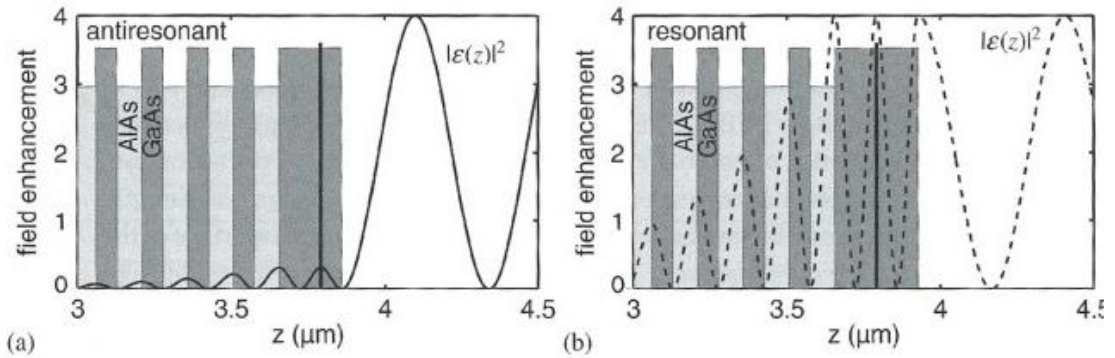 antiresonant
|ε(z)|²
AlAs
GaAs
field enhancement
4
3
2
1
0
3
3.5
4
4.5
z (μm)
(a)
resonant
|ε(z)|²
AlAs
GaAs
field enhancement
4
3
2
1
0
3
3.5
4
4.5
z (μm)
(b)